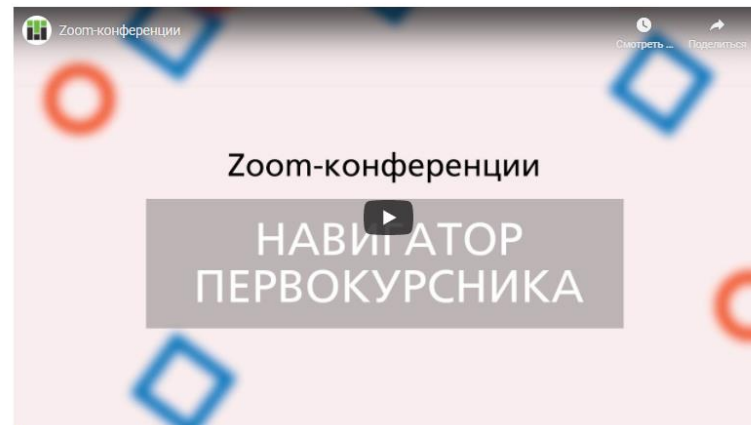 Zoom-конференции
Смотреть ...
Поделиться
Zoom-конференции
НАВИГАТОР
ПЕРВОКУРСНИКА